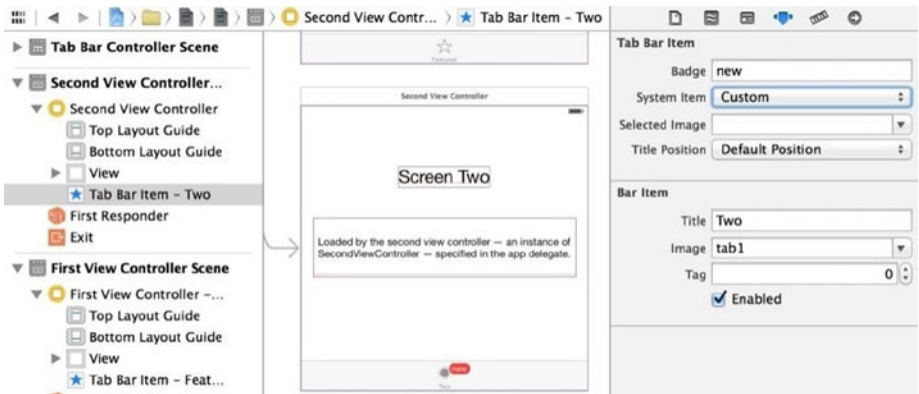 Second View Contr... Tab Bar Item – Two
Tab Bar Controller Scene
Second View Controller...
Second View Controller
Top Layout Guide
Bottom Layout Guide
View
Tab Bar Item – Two
First Responder
Exit
First View Controller Scene
First View Controller –...
Top Layout Guide
Bottom Layout Guide
View
Tab Bar Item – Feat...
Featured
Second View Controller
Screen Two
Loaded by the second view controller — an instance of
SecondViewController — specified in the app delegate.
new
Two
Tab Bar Item
Badge new
System Item Custom
Selected Image
Title Position Default Position
Bar Item
Title Two
Image tab1
Tag 0
Enabled